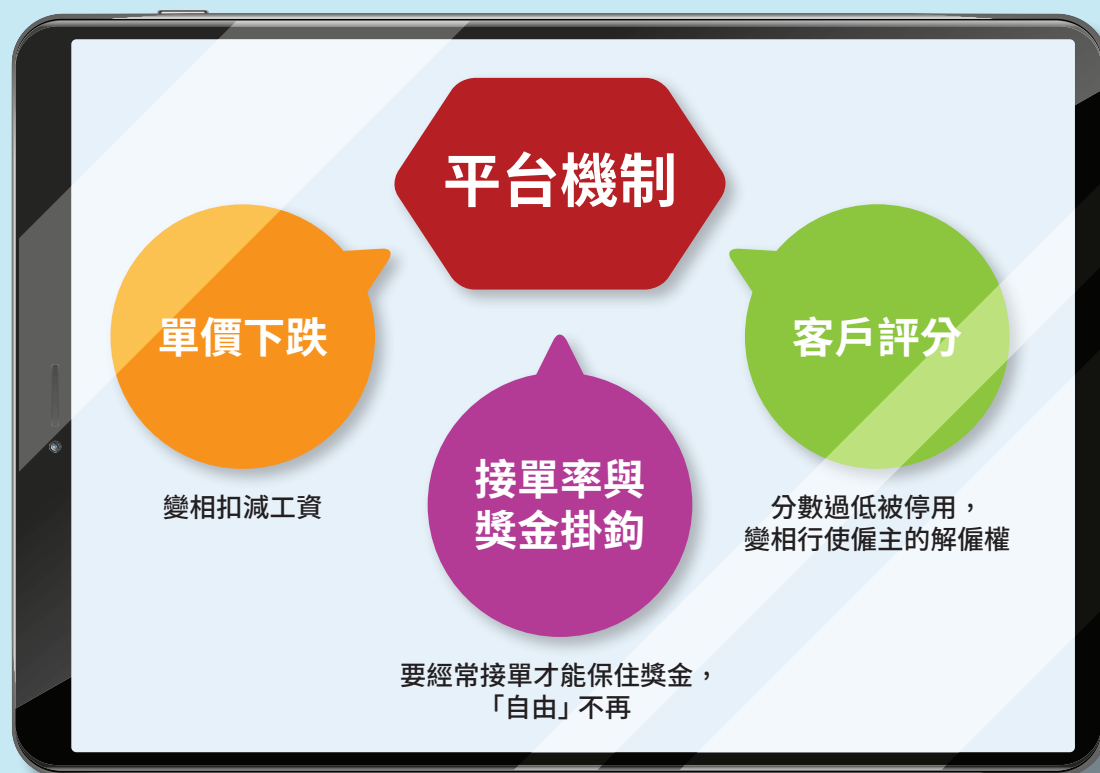 平台機制
單價下跌
變相扣減工資
接單率與
獎金掛鉤
要經常接單才能保住獎金，
「自由」不再
客戶評分
分數過低被停用，
變相行使僱主的解僱權